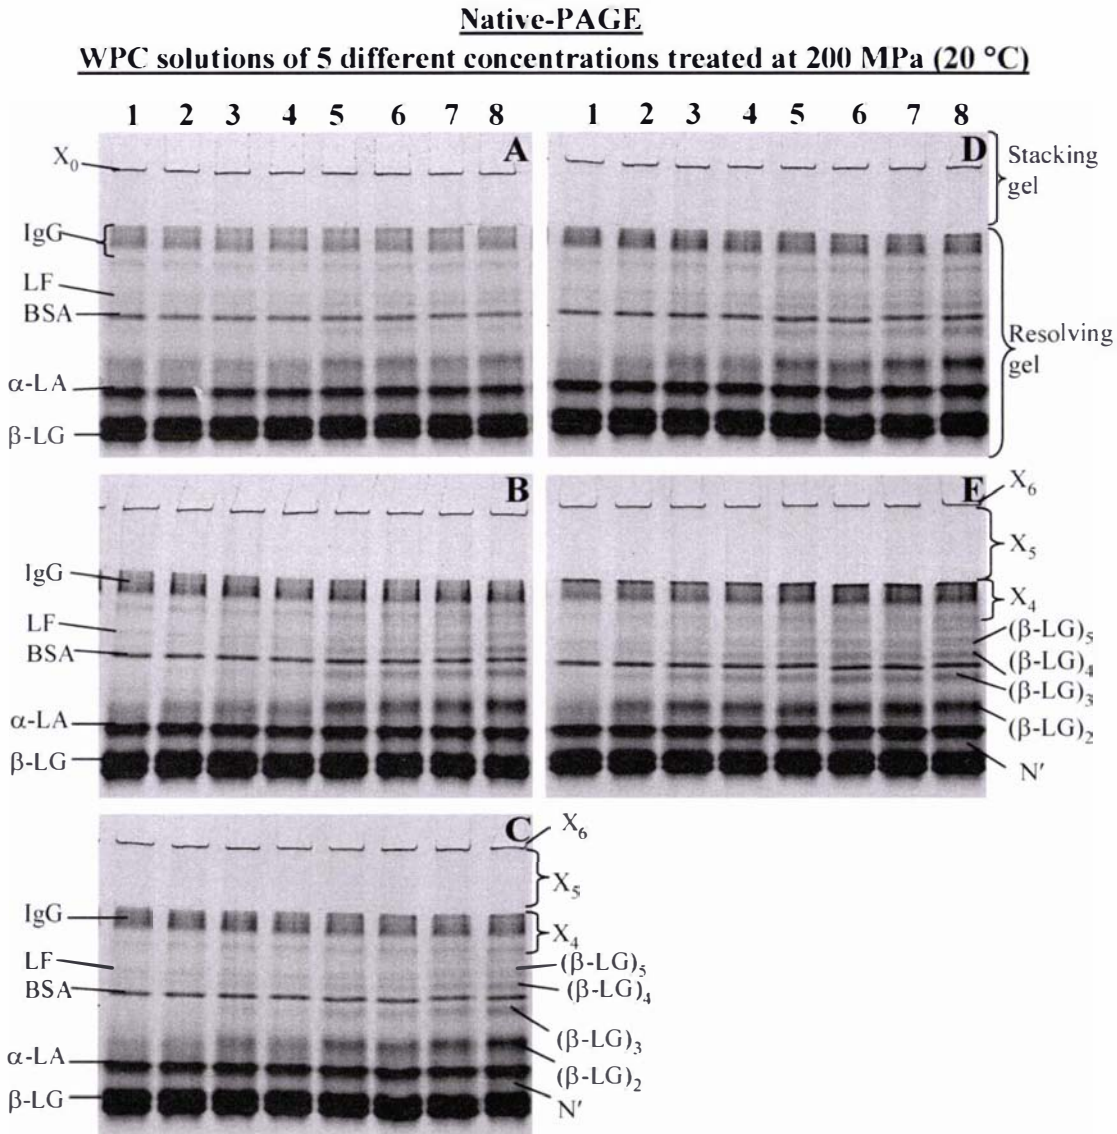 Native-PAGE
WPC solutions of 5 different concentrations treated at 200 MPa (20 °C)
1 2 3 4 5 6 7 8
1 2 3 4 5 6 7 8
A
X₀
IgG
LF
BSA
α-LA
β-LG
D
Stacking
gel
Resolving
gel
B
IgG
LF
BSA
α-LA
β-LG
E
X₆
X₅
X₄
(β-LG)₅
(β-LG)₄
(β-LG)₃
(β-LG)₂
N′
C
IgG
LF
BSA
α-LA
β-LG
X₆
X₅
X₄
(β-LG)₅
(β-LG)₄
(β-LG)₃
(β-LG)₂
N′